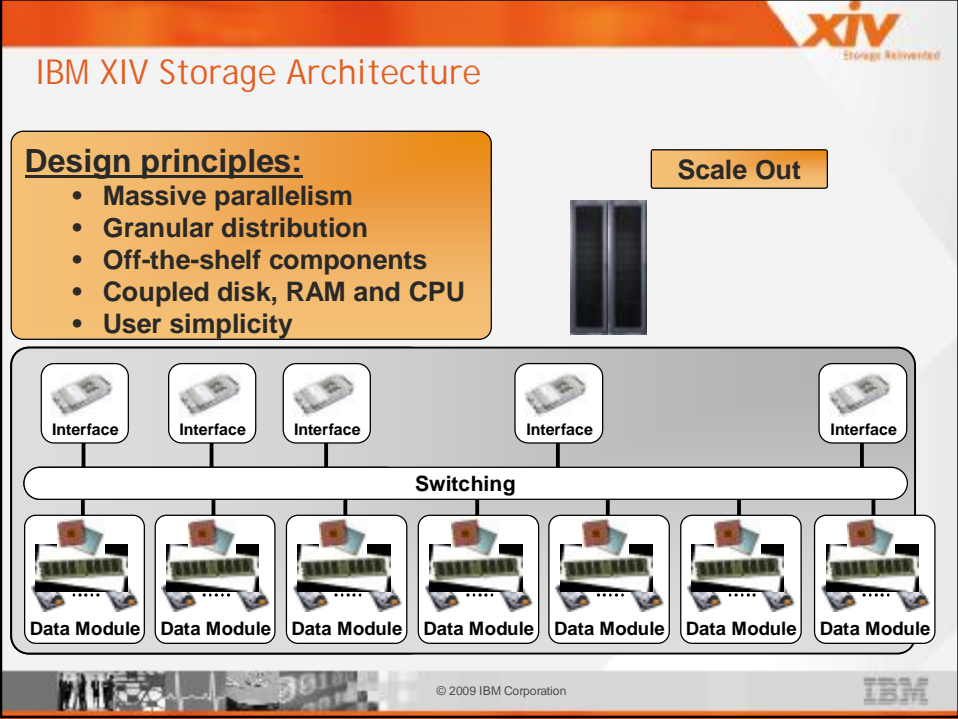 XIV
Storage Reinvented
IBM XIV Storage Architecture
Design principles:
• Massive parallelism
• Granular distribution
• Off-the-shelf components
• Coupled disk, RAM and CPU
• User simplicity
Scale Out
Interface
Interface
Interface
Interface
Interface
Switching
Data Module
Data Module
Data Module
Data Module
Data Module
Data Module
Data Module
© 2009 IBM Corporation
IBM